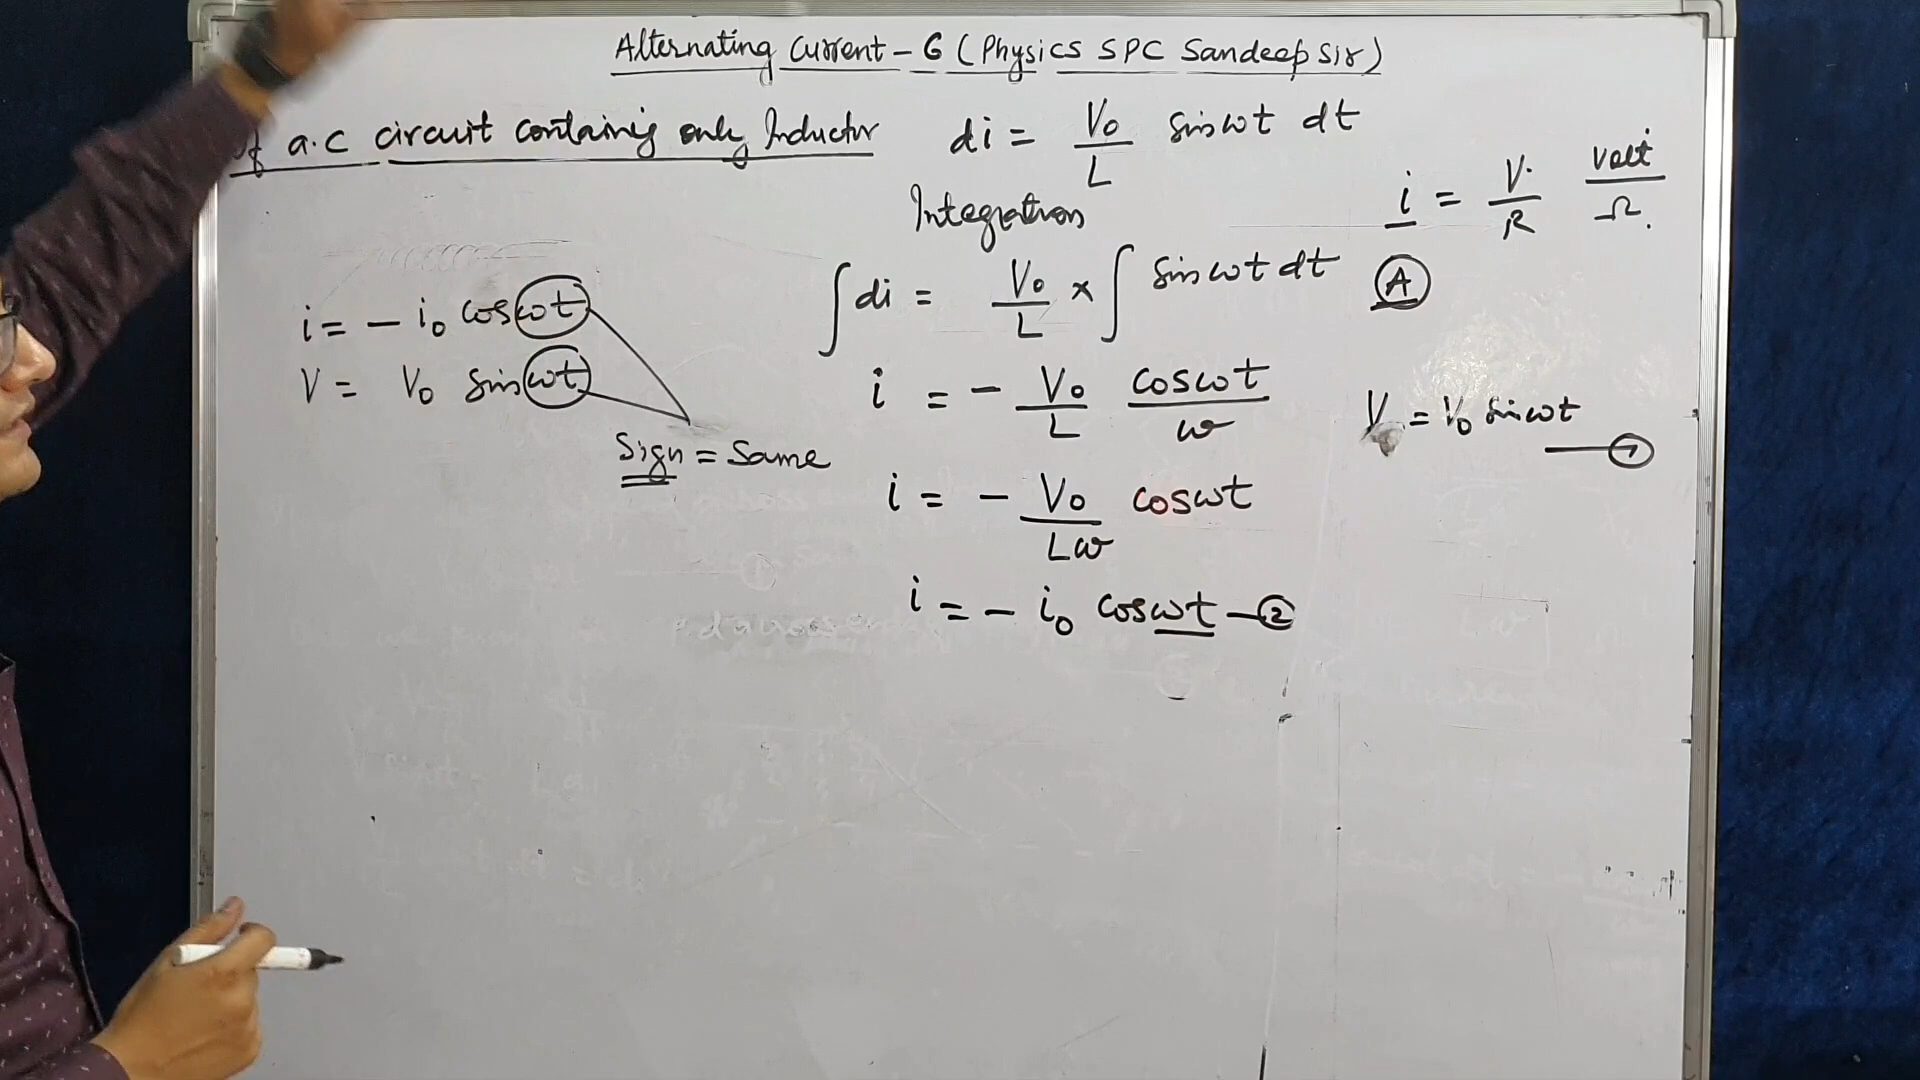 Alternating Current - 6 (Physics SPC Sandeep Sir)
of a.c circuit containing only Inductor
i = - i₀ cosωt
V = V₀ sinωt
Sign = Same
di = V₀/L sinωt dt
Integration
∫di = V₀/L × ∫ sinωt dt
i = - V₀/L cosωt/ω
i = - V₀/Lω cosωt
i = - i₀ cosωt - ②
i = V/R volt/Ω.
Ⓐ
V = V₀ sinωt
— ①